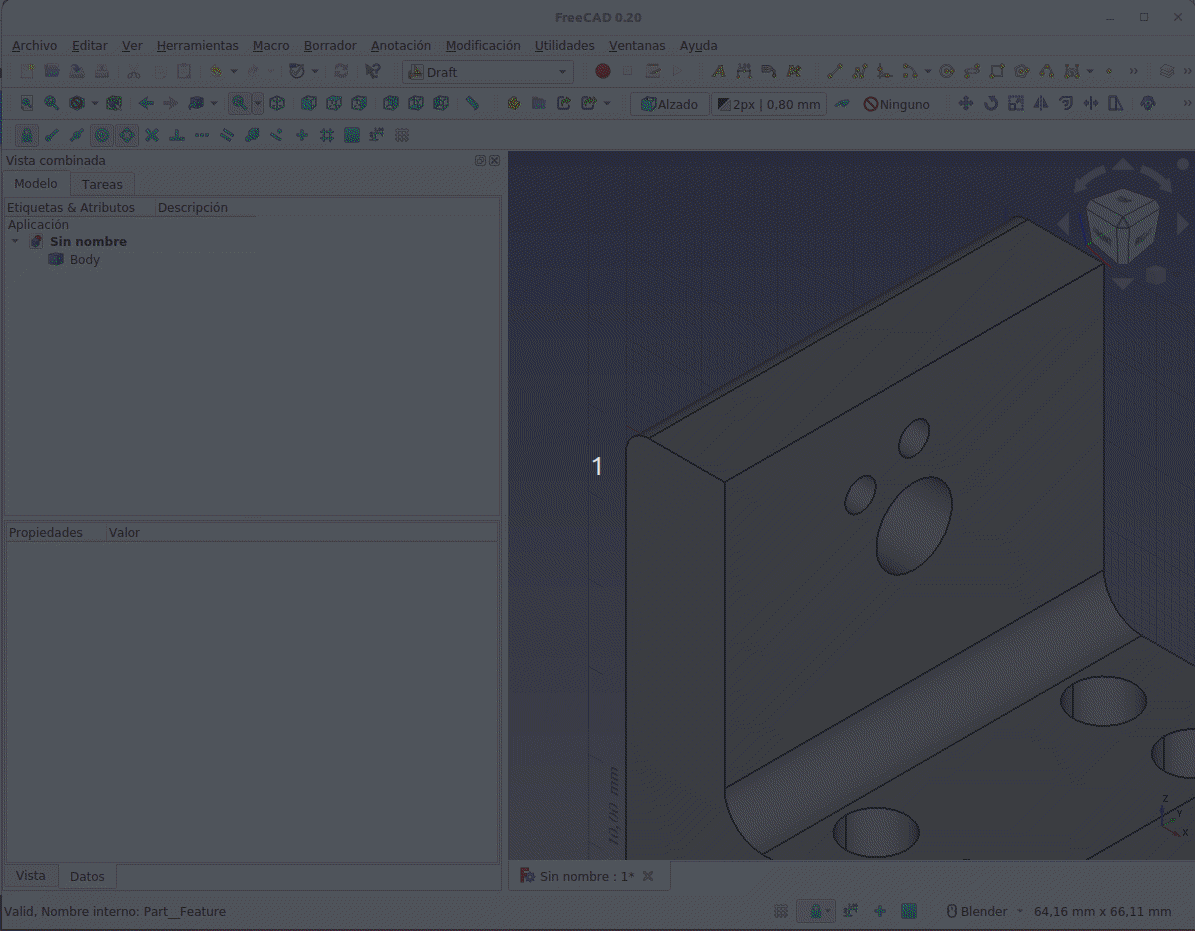 FreeCAD 0.20
Archivo Editar Ver Herramientas Macro Borrador Anotación Modificación Utilidades Ventanas Ayuda
Draft
Alzado 2px | 0,80 mm Ninguno
Vista combinada
Modelo Tareas
Etiquetas & Atributos Descripción
Aplicación
Sin nombre
Body
1
Propiedades Valor
10,00 mm
Z
Y
X
Vista Datos
Sin nombre : 1*
Valid, Nombre interno: Part__Feature
Blender 64,16 mm x 66,11 mm